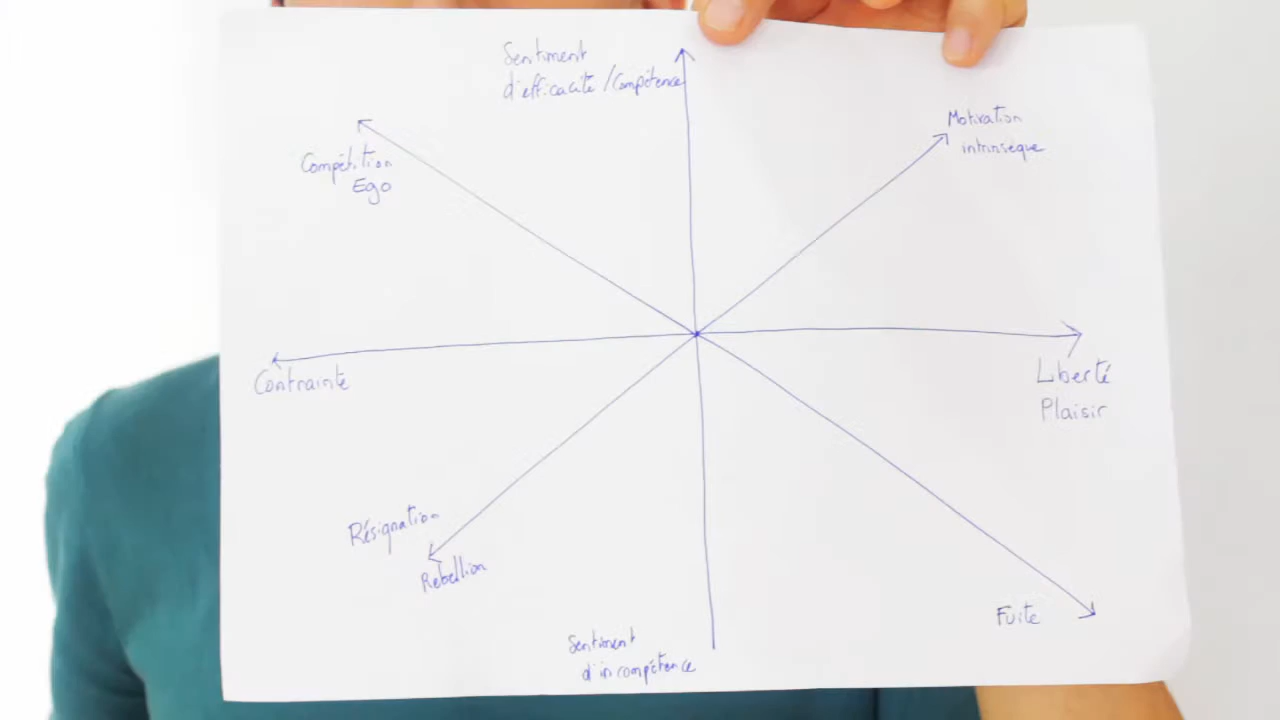 Sentiment
d'efficacité / Compétence
Motivation
intrinsèque
Compétition
Ego
Contrainte
Liberté
Plaisir
Résignation
Rebellion
Fuite
Sentiment
d'incompétence